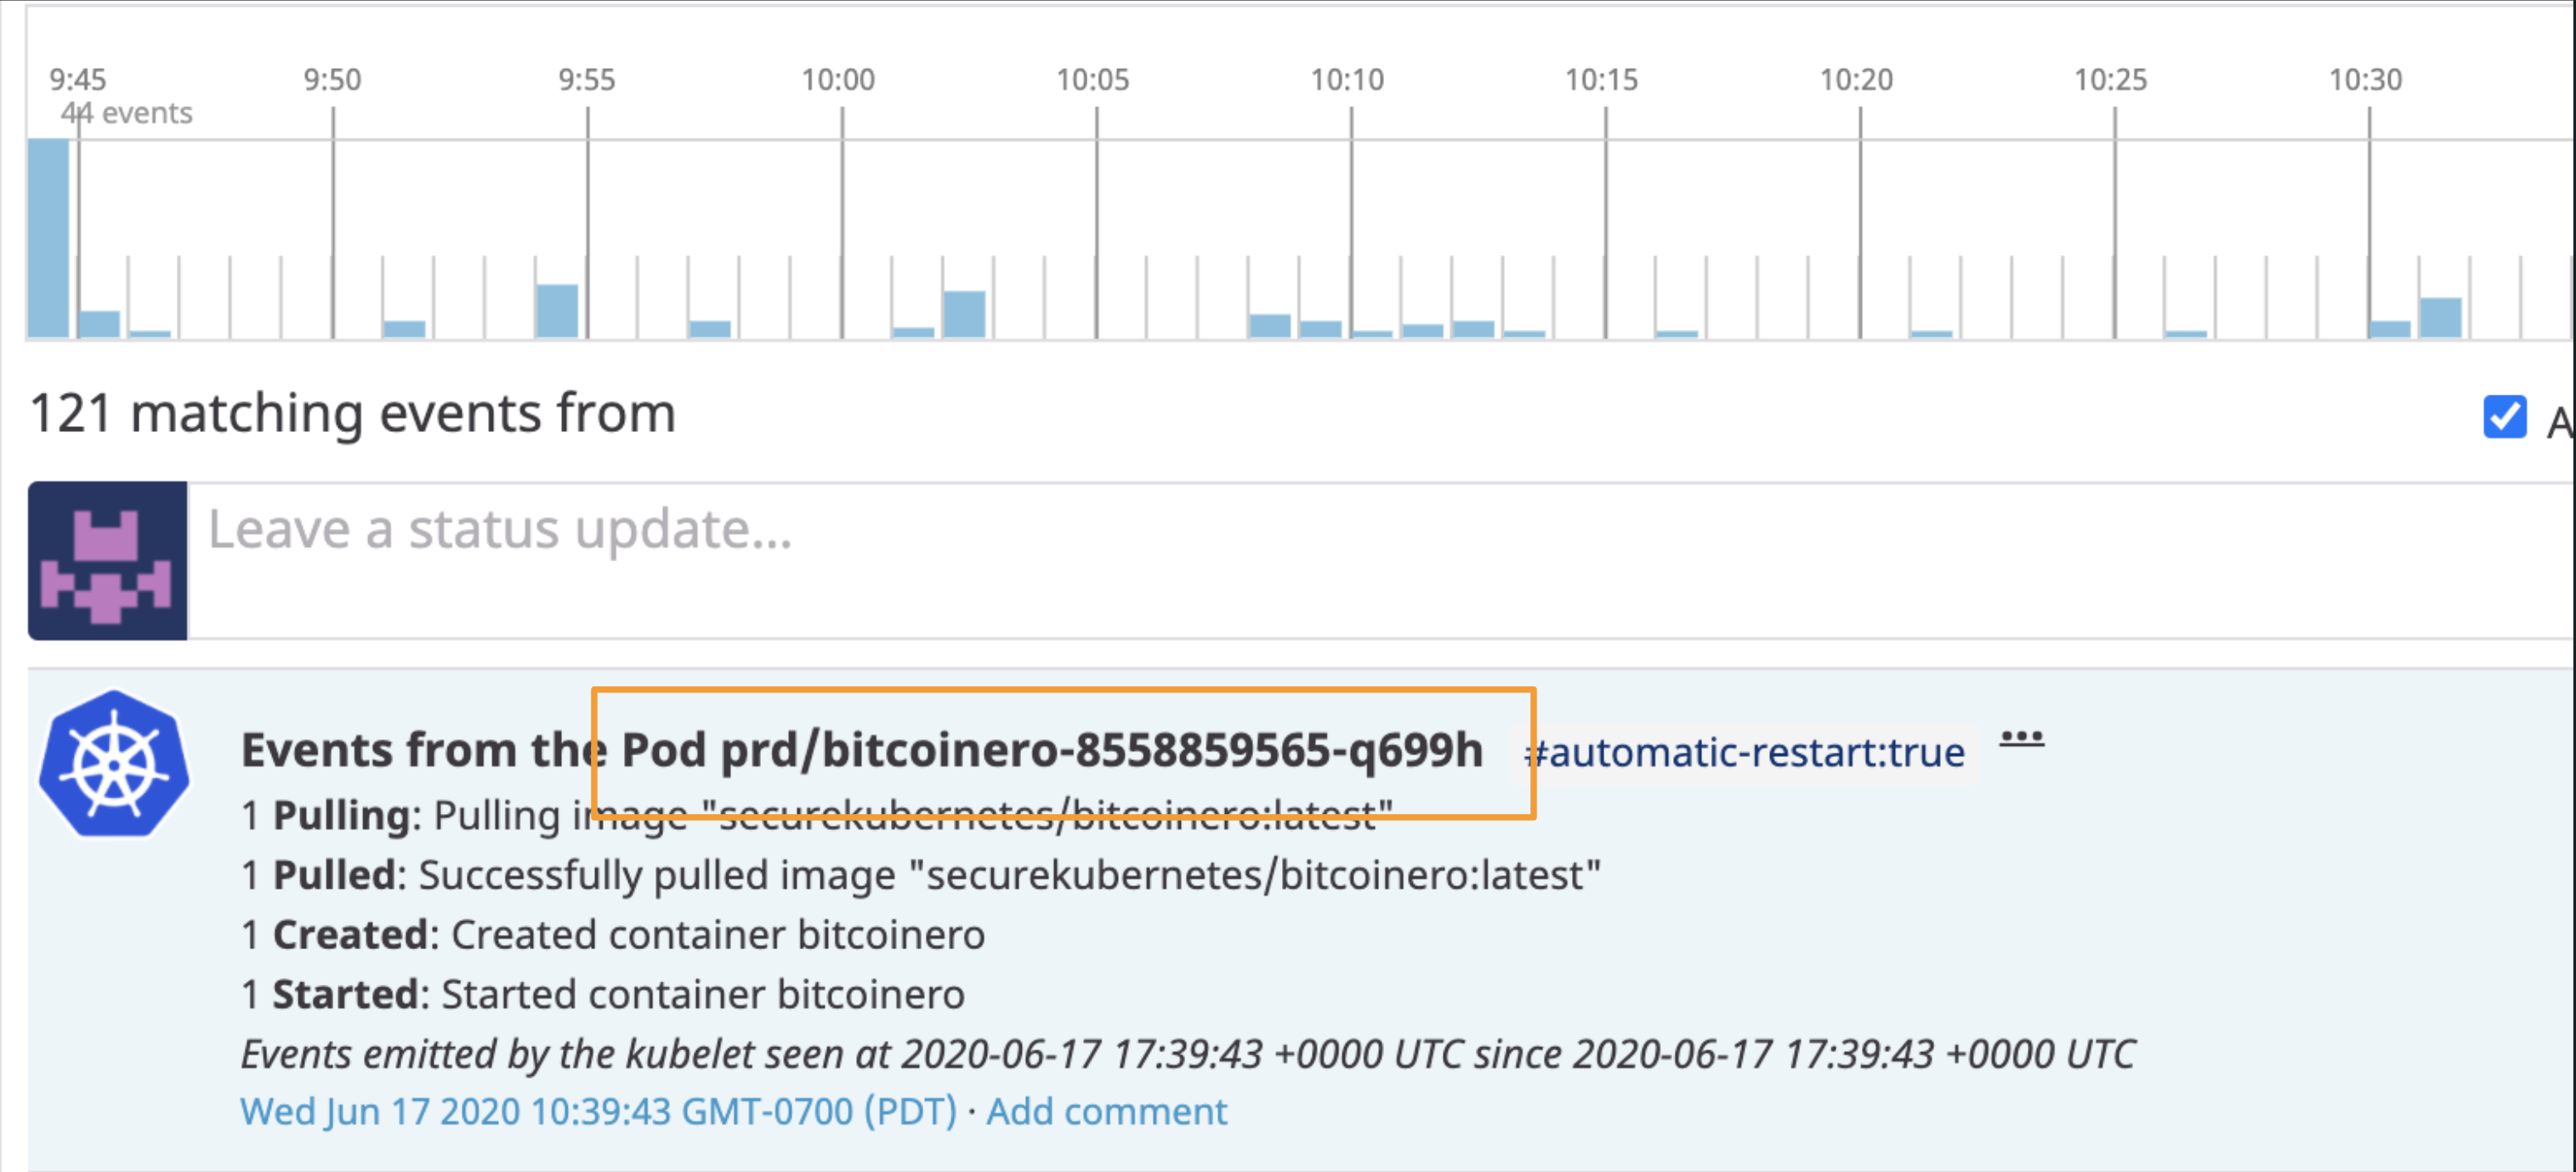 9:45 9:50 9:55 10:00 10:05 10:10 10:15 10:20 10:25 10:30
44 events
121 matching events from A
Leave a status update...
Events from the Pod prd/bitcoinero-8558859565-q699h #automatic-restart:true ...
1 Pulling: Pulling image "securekubernetes/bitcoinero:latest"
1 Pulled: Successfully pulled image "securekubernetes/bitcoinero:latest"
1 Created: Created container bitcoinero
1 Started: Started container bitcoinero
Events emitted by the kubelet seen at 2020-06-17 17:39:43 +0000 UTC since 2020-06-17 17:39:43 +0000 UTC
Wed Jun 17 2020 10:39:43 GMT-0700 (PDT) · Add comment